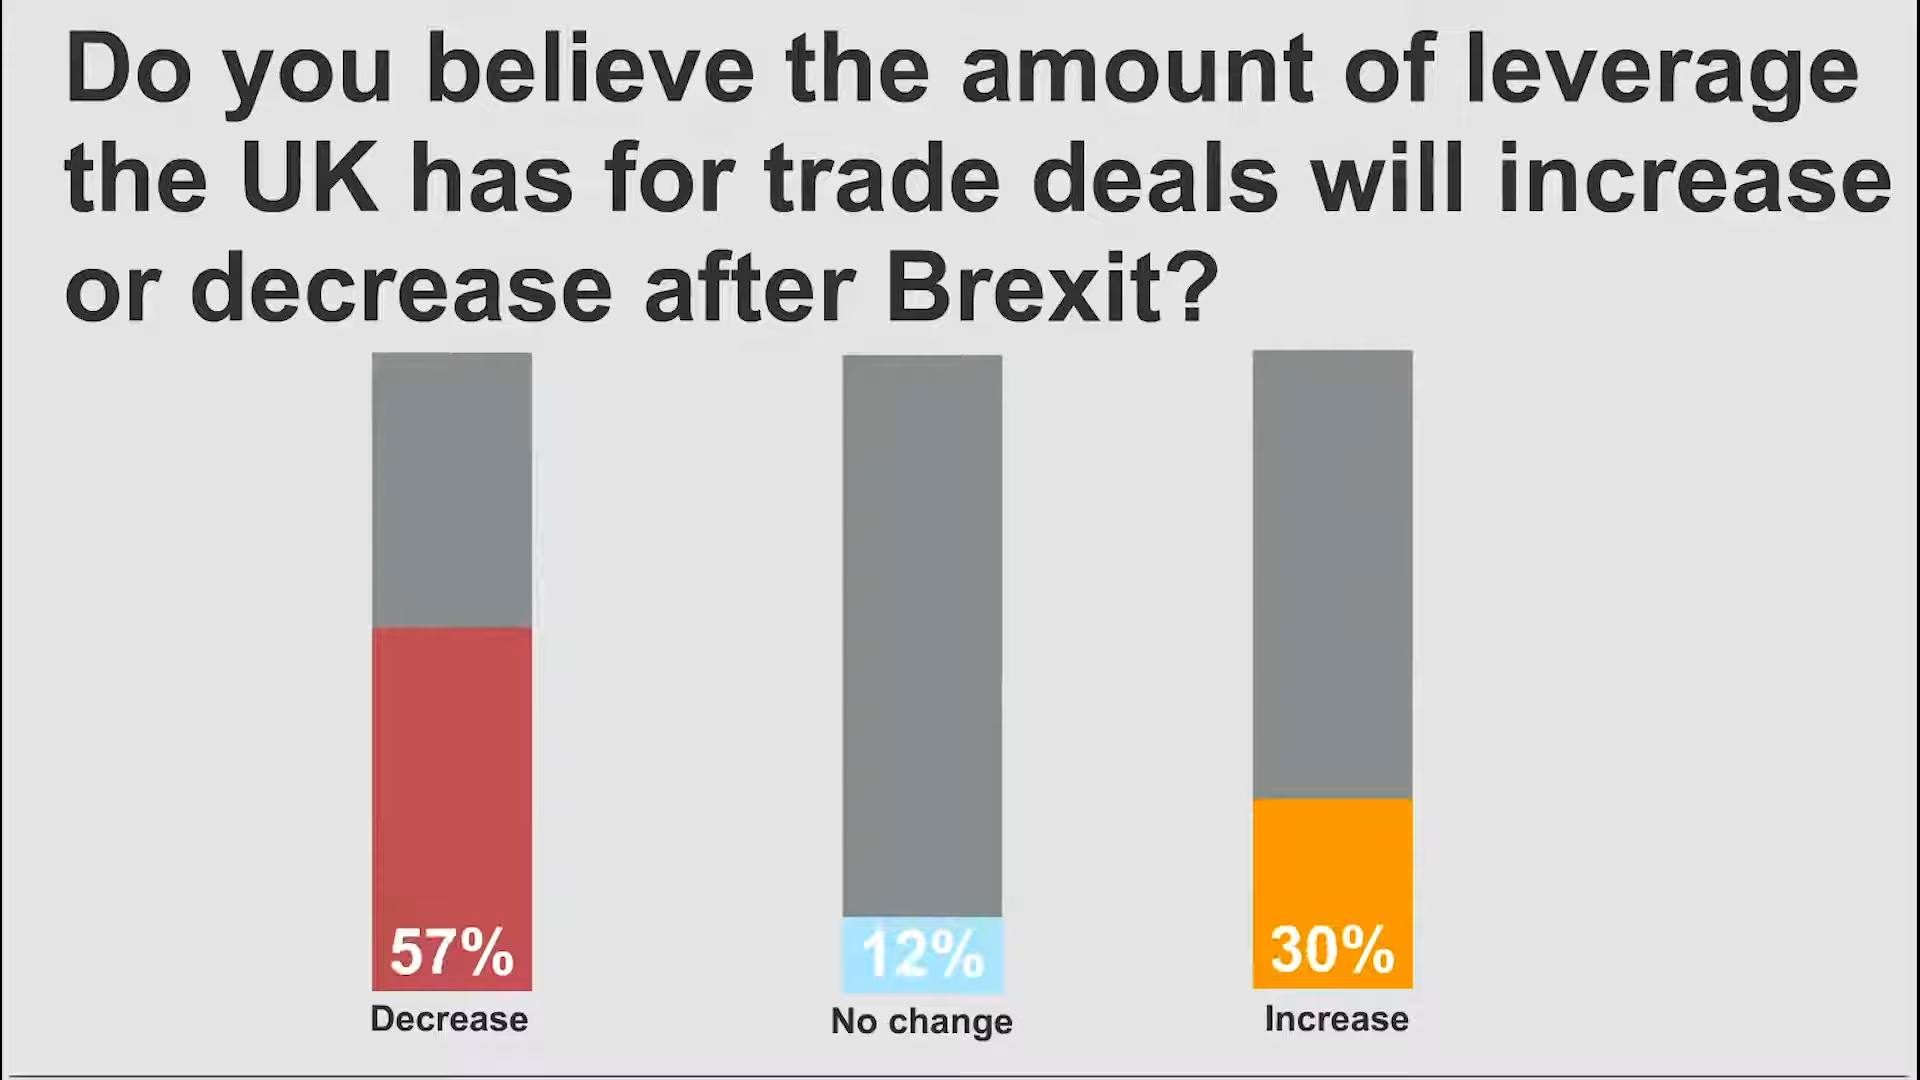 Do you believe the amount of leverage
the UK has for trade deals will increase
or decrease after Brexit?
57%
12%
30%
Decrease
No change
Increase